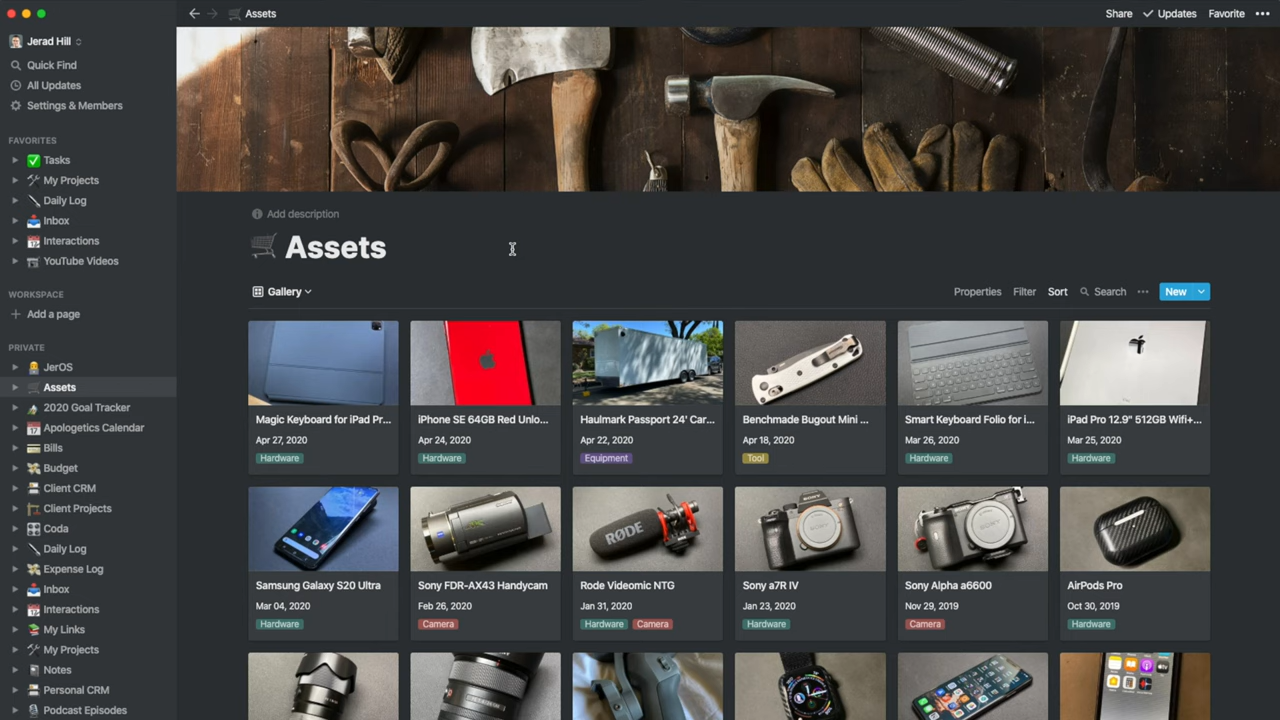 Assets
Share
Updates
Favorite
Jerad Hill
Quick Find
All Updates
Settings & Members
FAVORITES
Tasks
My Projects
Daily Log
Inbox
Interactions
YouTube Videos
WORKSPACE
Add a page
PRIVATE
JerOS
Assets
2020 Goal Tracker
Apologetics Calendar
Bills
Budget
Client CRM
Client Projects
Coda
Daily Log
Expense Log
Inbox
Interactions
My Links
My Projects
Notes
Personal CRM
Podcast Episodes
Add description
Assets
Gallery
Properties
Filter
Sort
Search
New
Magic Keyboard for iPad Pr...
Apr 27, 2020
Hardware
iPhone SE 64GB Red Unlo...
Apr 24, 2020
Hardware
Haulmark Passport 24' Car...
Apr 22, 2020
Equipment
Benchmade Bugout Mini ...
Apr 18, 2020
Tool
Smart Keyboard Folio for i...
Mar 26, 2020
Hardware
iPad Pro 12.9" 512GB Wifi+...
Mar 25, 2020
Hardware
Samsung Galaxy S20 Ultra
Mar 04, 2020
Hardware
Sony FDR-AX43 Handycam
Feb 26, 2020
Camera
RØDE
Rode Videomic NTG
Jan 31, 2020
Hardware Camera
SONY
Sony a7R IV
Jan 23, 2020
Hardware
SONY
Sony Alpha a6600
Nov 29, 2019
Camera
AirPods Pro
Oct 30, 2019
Hardware